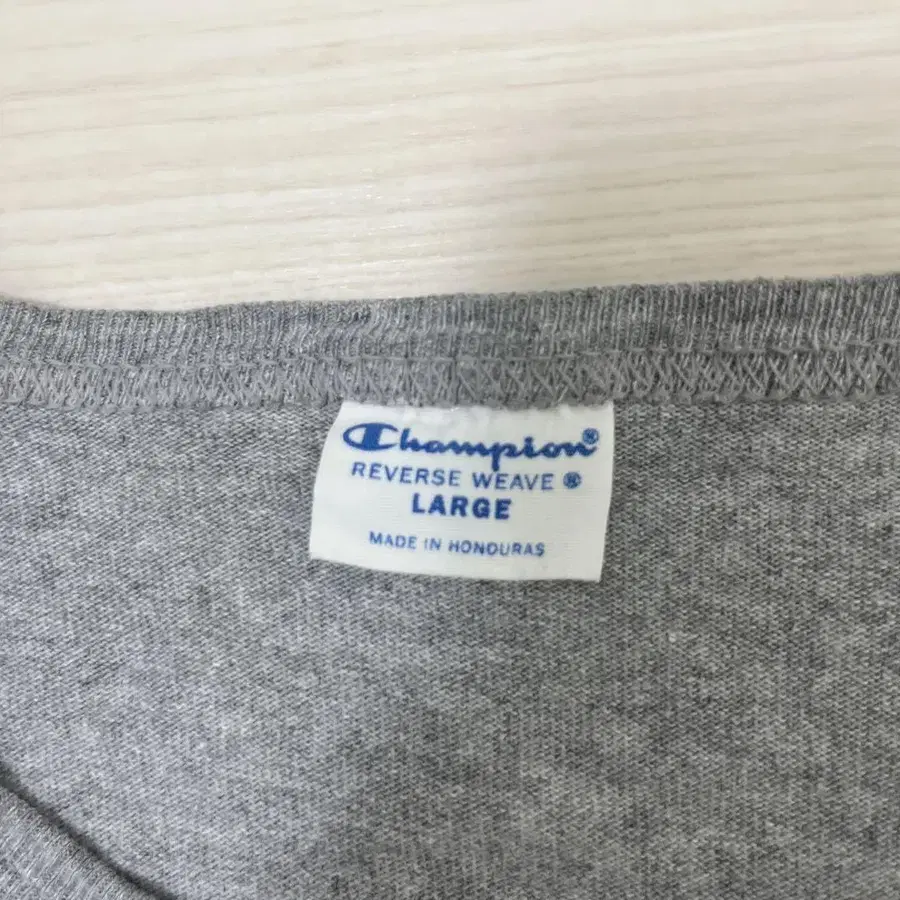 Champion®
REVERSE WEAVE ®
LARGE
MADE IN HONDURAS